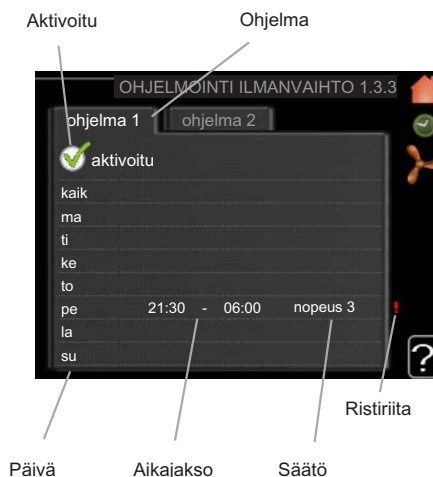 Aktivoitu Ohjelma
OHJELMOINTI ILMANVAIHTO 1.3.3
ohjelma 1 ohjelma 2
aktivoitu
kaik
ma
ti
ke
to
pe 21:30 - 06:00 nopeus 3 !
la
su
?
Ristiriita
Päivä Aikajakso Säätö